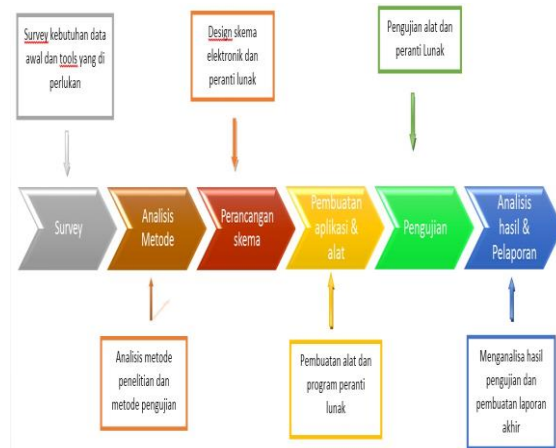 Survey kebutuhan data
awal dan tools yang di
perlukan
Design skema
elektronik dan
peranti lunak
Pengujian alat dan
peranti Lunak
Survey
Analisis
Metode
Perancangan
skema
Pembuatan
aplikasi &
alat
Pengujian
Analisis
hasil &
Pelaporan
Analisis metode
penelitian dan
metode pengujian
Pembuatan alat dan
program peranti
lunak
Menganalisa hasil
pengujian dan
pembuatan laporan
akhir